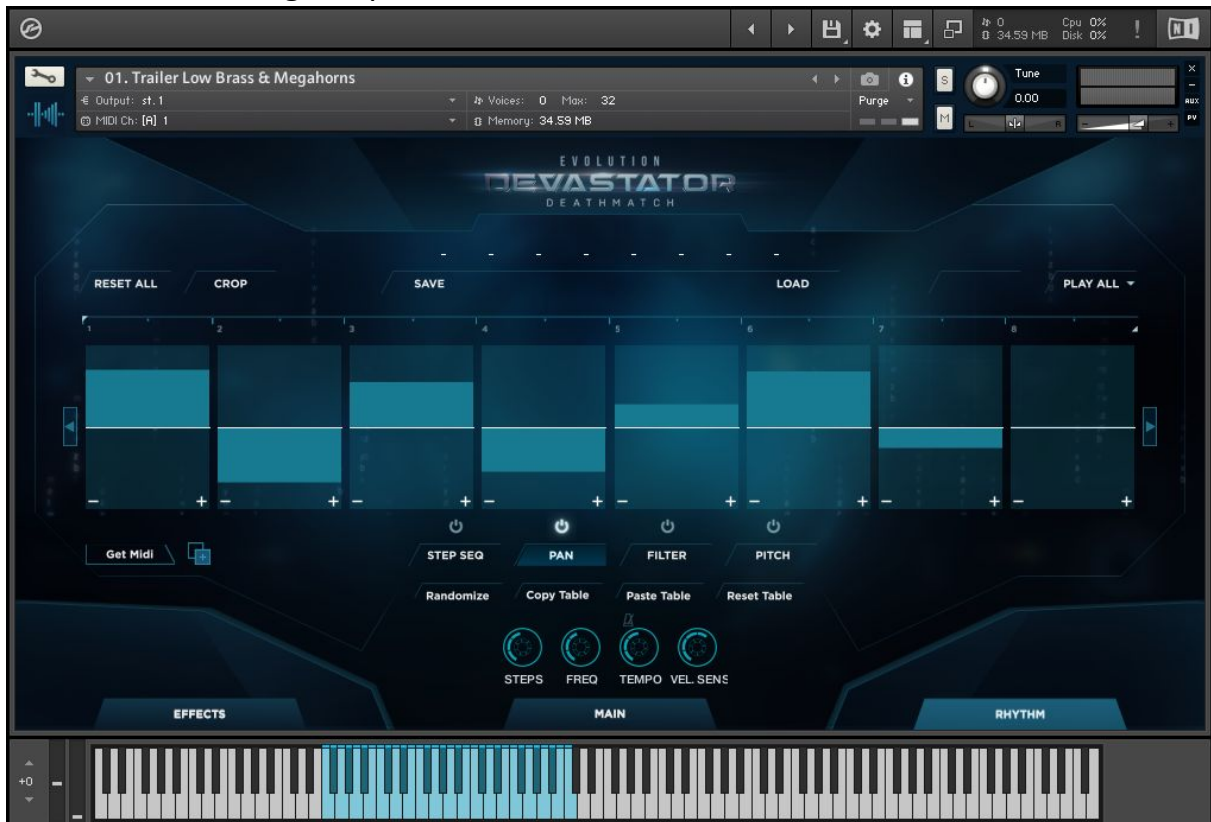 0 Cpu 0%
0 34.59 MB Disk 0%
!
NI
01. Trailer Low Brass & Megahorns
Output: st.1
Voices: 0 Max: 32
Purge
MIDI Ch: [A] 1
Memory: 34.59 MB
S
M
Tune
0.00
L R
- +
×
-
AUX
PV
EVOLUTION
DEVASTATOR
DEATHMATCH
- - - - - - - -
RESET ALL CROP SAVE LOAD PLAY ALL
1 2 3 4 5 6 7 8
- + - + - + - + - + - + - + - +
Get Midi
STEP SEQ PAN FILTER PITCH
Randomize Copy Table Paste Table Reset Table
STEPS FREQ TEMPO VEL. SENS
EFFECTS MAIN RHYTHM
+0